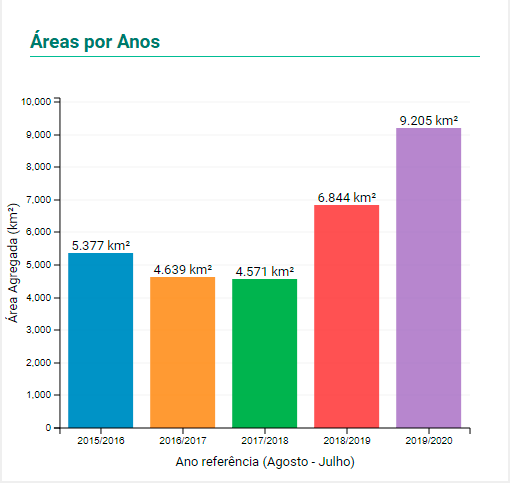 Áreas por Anos
10,000
9,000
8,000
7,000
6,000
5,000
4,000
3,000
2,000
1,000
0
Área Agregada (km²)
5.377 km²
4.639 km²
4.571 km²
6.844 km²
9.205 km²
2015/2016
2016/2017
2017/2018
2018/2019
2019/2020
Ano referência (Agosto - Julho)